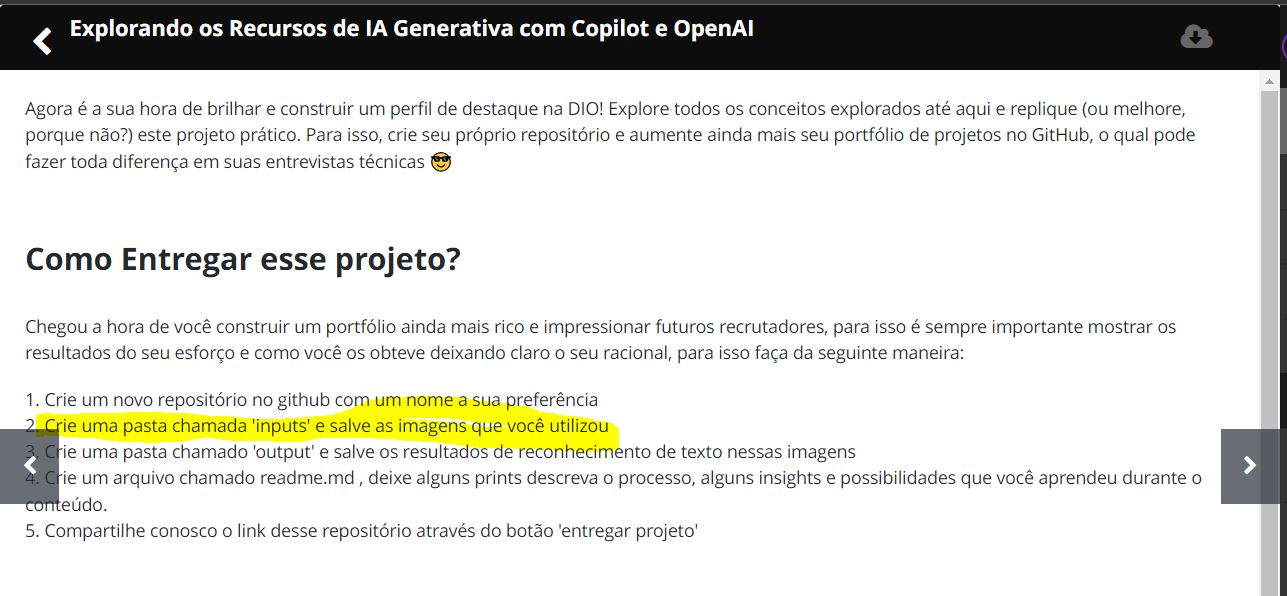 Explorando os Recursos de IA Generativa com Copilot e OpenAI
Agora é a sua hora de brilhar e construir um perfil de destaque na DIO! Explore todos os conceitos explorados até aqui e replique (ou melhore,
porque não?) este projeto prático. Para isso, crie seu próprio repositório e aumente ainda mais seu portfólio de projetos no GitHub, o qual pode
fazer toda diferença em suas entrevistas técnicas 😎
Como Entregar esse projeto?
Chegou a hora de você construir um portfólio ainda mais rico e impressionar futuros recrutadores, para isso é sempre importante mostrar os
resultados do seu esforço e como você os obteve deixando claro o seu racional, para isso faça da seguinte maneira:
1. Crie um novo repositório no github com um nome a sua preferência
2. Crie uma pasta chamada 'inputs' e salve as imagens que você utilizou
3. Crie uma pasta chamado 'output' e salve os resultados de reconhecimento de texto nessas imagens
4. Crie um arquivo chamado readme.md , deixe alguns prints descreva o processo, alguns insights e possibilidades que você aprendeu durante o
conteúdo.
5. Compartilhe conosco o link desse repositório através do botão 'entregar projeto'